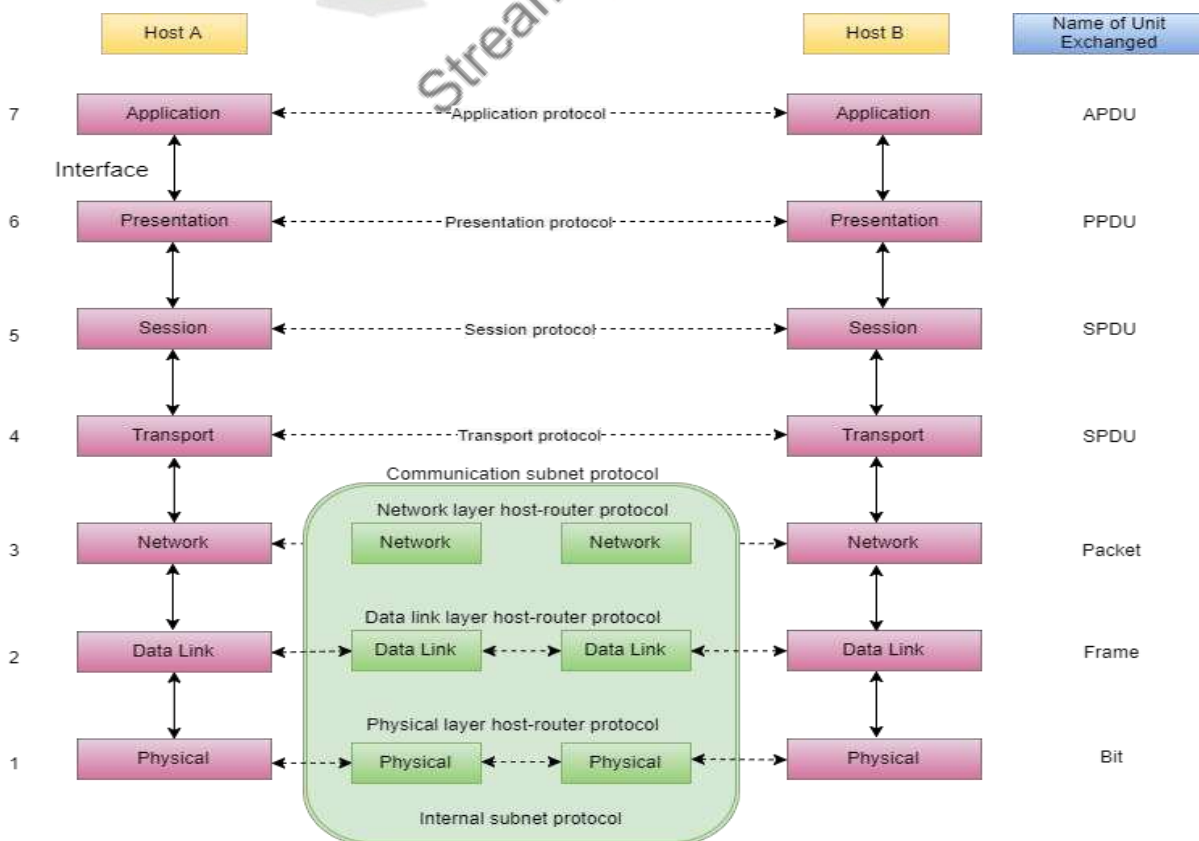 Host A
Host B
Name of Unit
Exchanged
Strea
7
Application
Application protocol
Application
APDU
Interface
6
Presentation
Presentation protocol
Presentation
PPDU
5
Session
Session protocol
Session
SPDU
4
Transport
Transport protocol
Transport
SPDU
Communication subnet protocol
Network layer host-router protocol
3
Network
Network
Network
Network
Packet
Data link layer host-router protocol
2
Data Link
Data Link
Data Link
Data Link
Frame
Physical layer host-router protocol
1
Physical
Physical
Physical
Physical
Bit
Internal subnet protocol